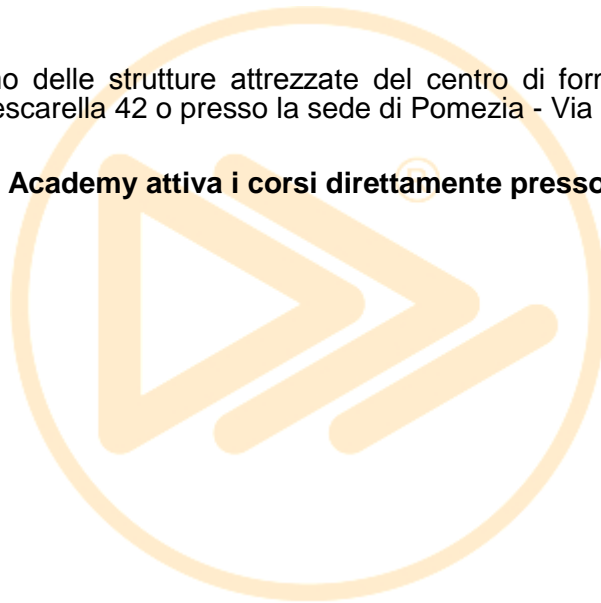 no delle strutture attrezzate del centro di for
escarella 42 o presso la sede di Pomezia - Via
Academy attiva i corsi direttamente presso
®